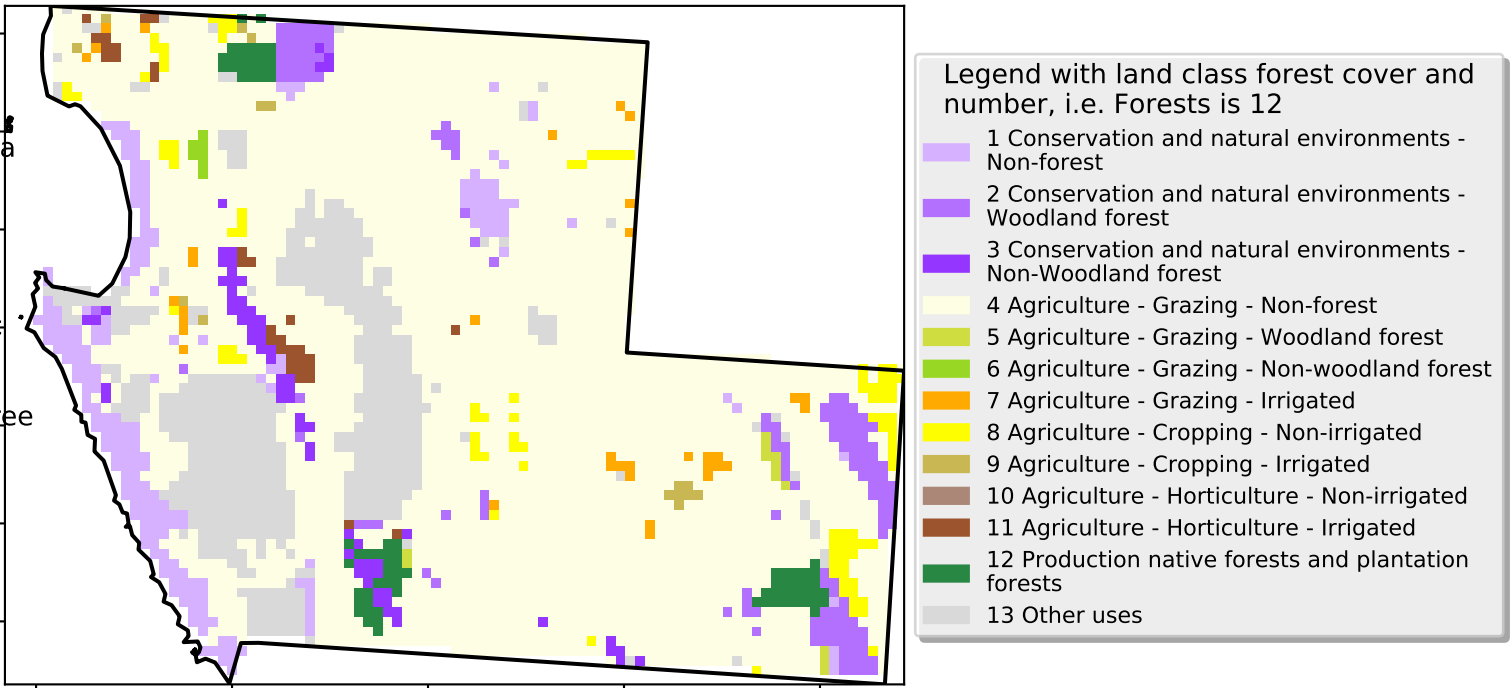 Legend with land class forest cover and
number, i.e. Forests is 12
1 Conservation and natural environments -
Non-forest
2 Conservation and natural environments -
Woodland forest
3 Conservation and natural environments -
Non-Woodland forest
4 Agriculture - Grazing - Non-forest
5 Agriculture - Grazing - Woodland forest
6 Agriculture - Grazing - Non-woodland forest
7 Agriculture - Grazing - Irrigated
8 Agriculture - Cropping - Non-irrigated
9 Agriculture - Cropping - Irrigated
10 Agriculture - Horticulture - Non-irrigated
11 Agriculture - Horticulture - Irrigated
12 Production native forests and plantation
forests
13 Other uses
a
ee